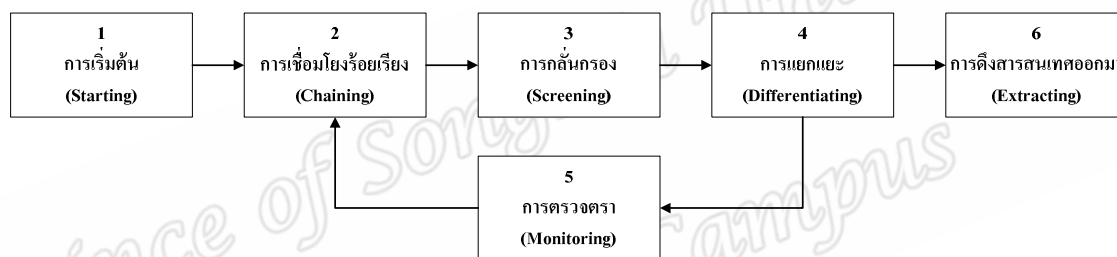 1
การเริ่มต้น
(Starting)
2
การเชื่อมโยงร้อยเรียง
(Chaining)
3
การกลั่นกรอง
(Screening)
4
การแยกแยะ
(Differentiating)
6
การดึงสารสนเทศออกมา
(Extracting)
5
การตรวจตรา
(Monitoring)
of Song
ampus